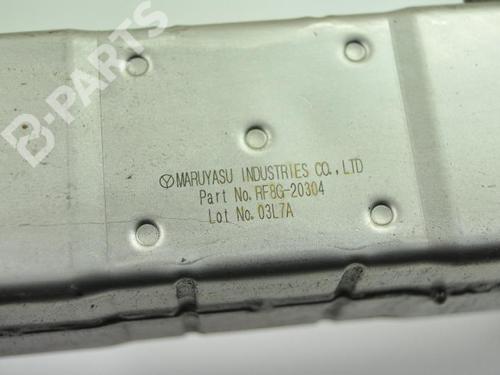 B-PARTS
MARUYASU INDUSTRIES CO., LTD
Part No. RF8G-20304
Lot No. 03L7A